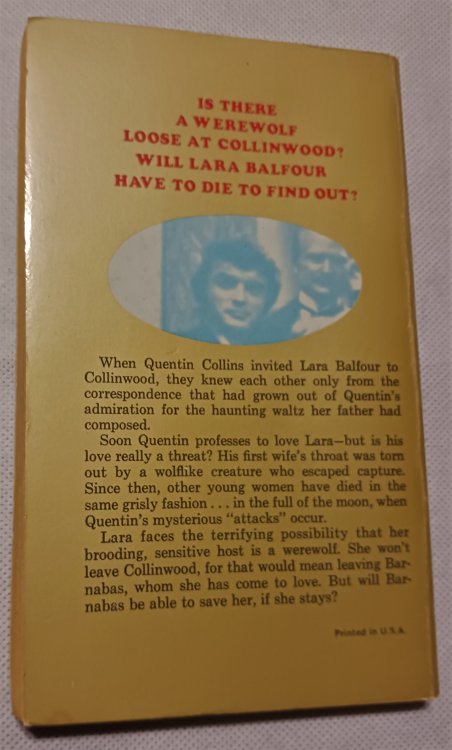 IS THERE
A WEREWOLF
LOOSE AT COLLINWOOD?
WILL LARA BALFOUR
HAVE TO DIE TO FIND OUT?
When Quentin Collins invited Lara Balfour to
Collinwood, they knew each other only from the
correspondence that had grown out of Quentin's
admiration for the haunting waltz her father had
composed.
Soon Quentin professes to love Lara—but is his
love really a threat? His first wife's throat was torn
out by a wolflike creature who escaped capture.
Since then, other young women have died in the
same grisly fashion . . . in the full of the moon, when
Quentin's mysterious "attacks" occur.
Lara faces the terrifying possibility that her
brooding, sensitive host is a werewolf. She won't
leave Collinwood, for that would mean leaving Bar-
nabas, whom she has come to love. But will Bar-
nabas be able to save her, if she stays?
Printed in U.S.A.